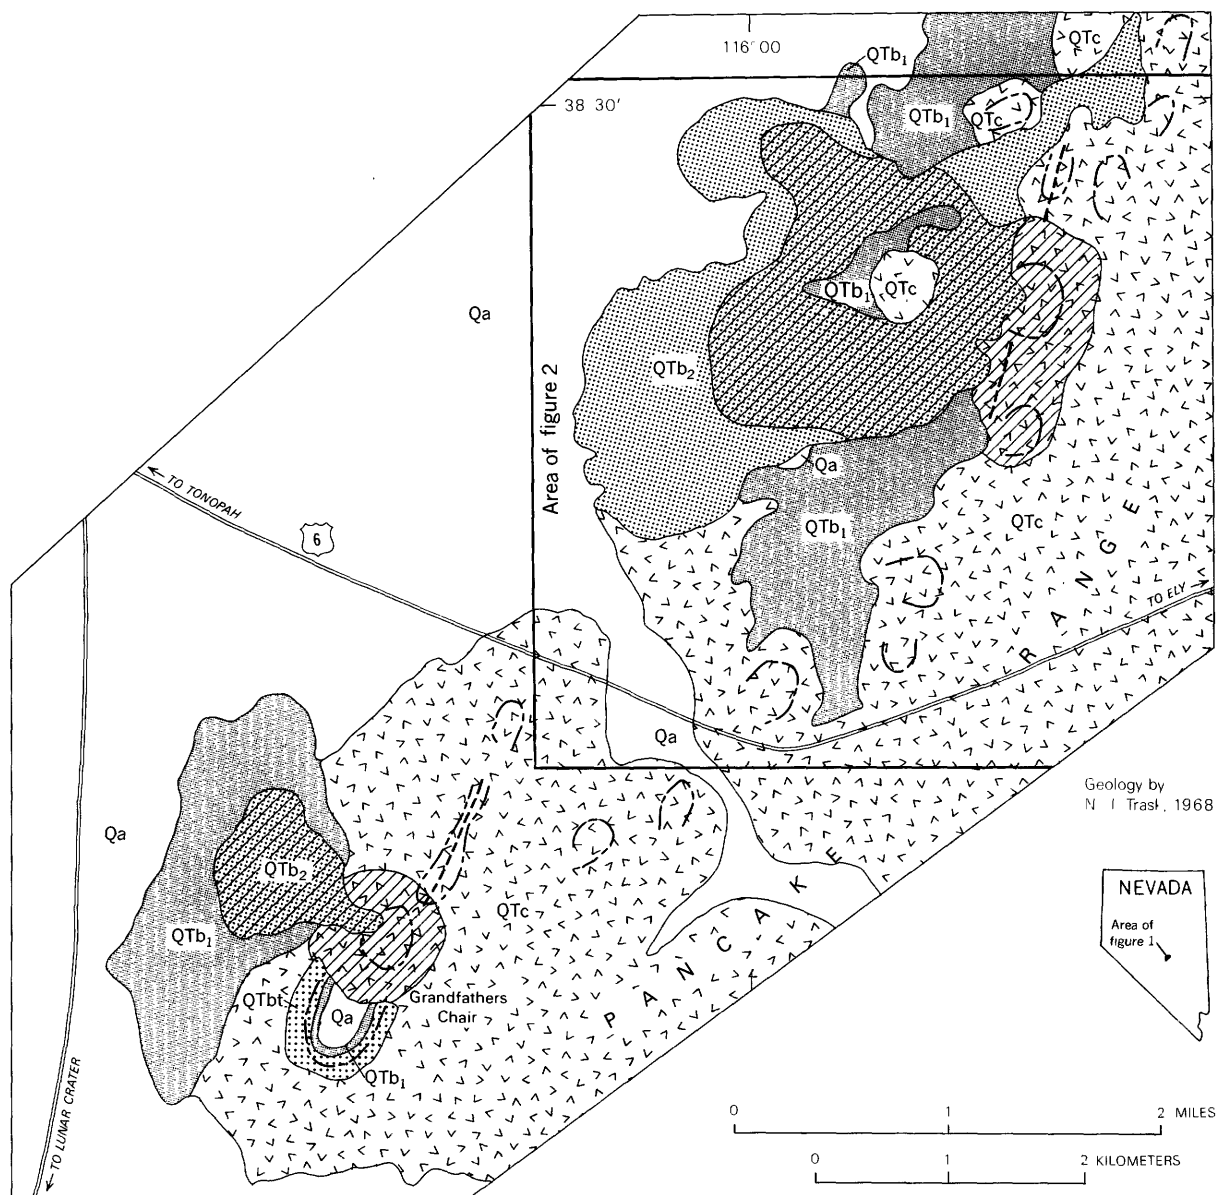 116° 00'
QTc
QTb1
38 30'
QTb1
QTc
QTb1
QTc
Qa
QTb2
Area of figure 2
Qa
TO TONOPAH
6
QTb1
QTc
RANGE
TO ELY
Qa
Geology by
1968
Qa
QTb2
QTc
QTb1
PANCAKE
NEVADA
Area of
figure 1
QTbt
Qa
Grandfathers
Chair
QTb1
TO LUNAR CRATER
0 1 2 MILES
0 1 2 KILOMETERS